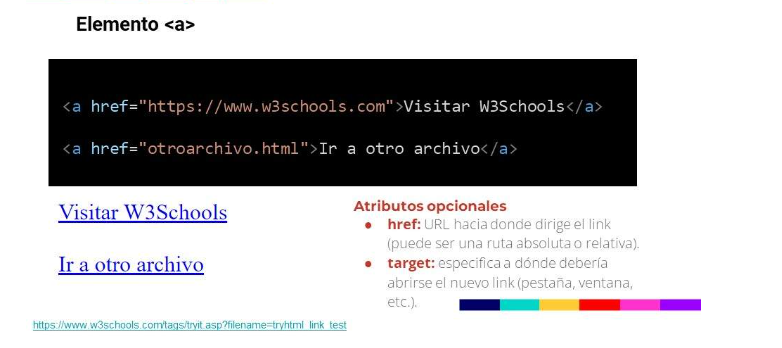 Elemento <a>
<a href="https://www.w3schools.com">Visitar W3Schools</a>
<a href="otroarchivo.html">Ir a otro archivo</a>
Visitar W3Schools
Ir a otro archivo
Atributos opcionales
● href: URL hacia donde dirige el link
(puede ser una ruta absoluta o relativa).
● target: especifica a dónde debería
abrirse el nuevo link (pestaña, ventana,
etc.).
https://www.w3schools.com/tags/tryit.asp?filename=tryhtml_link_test